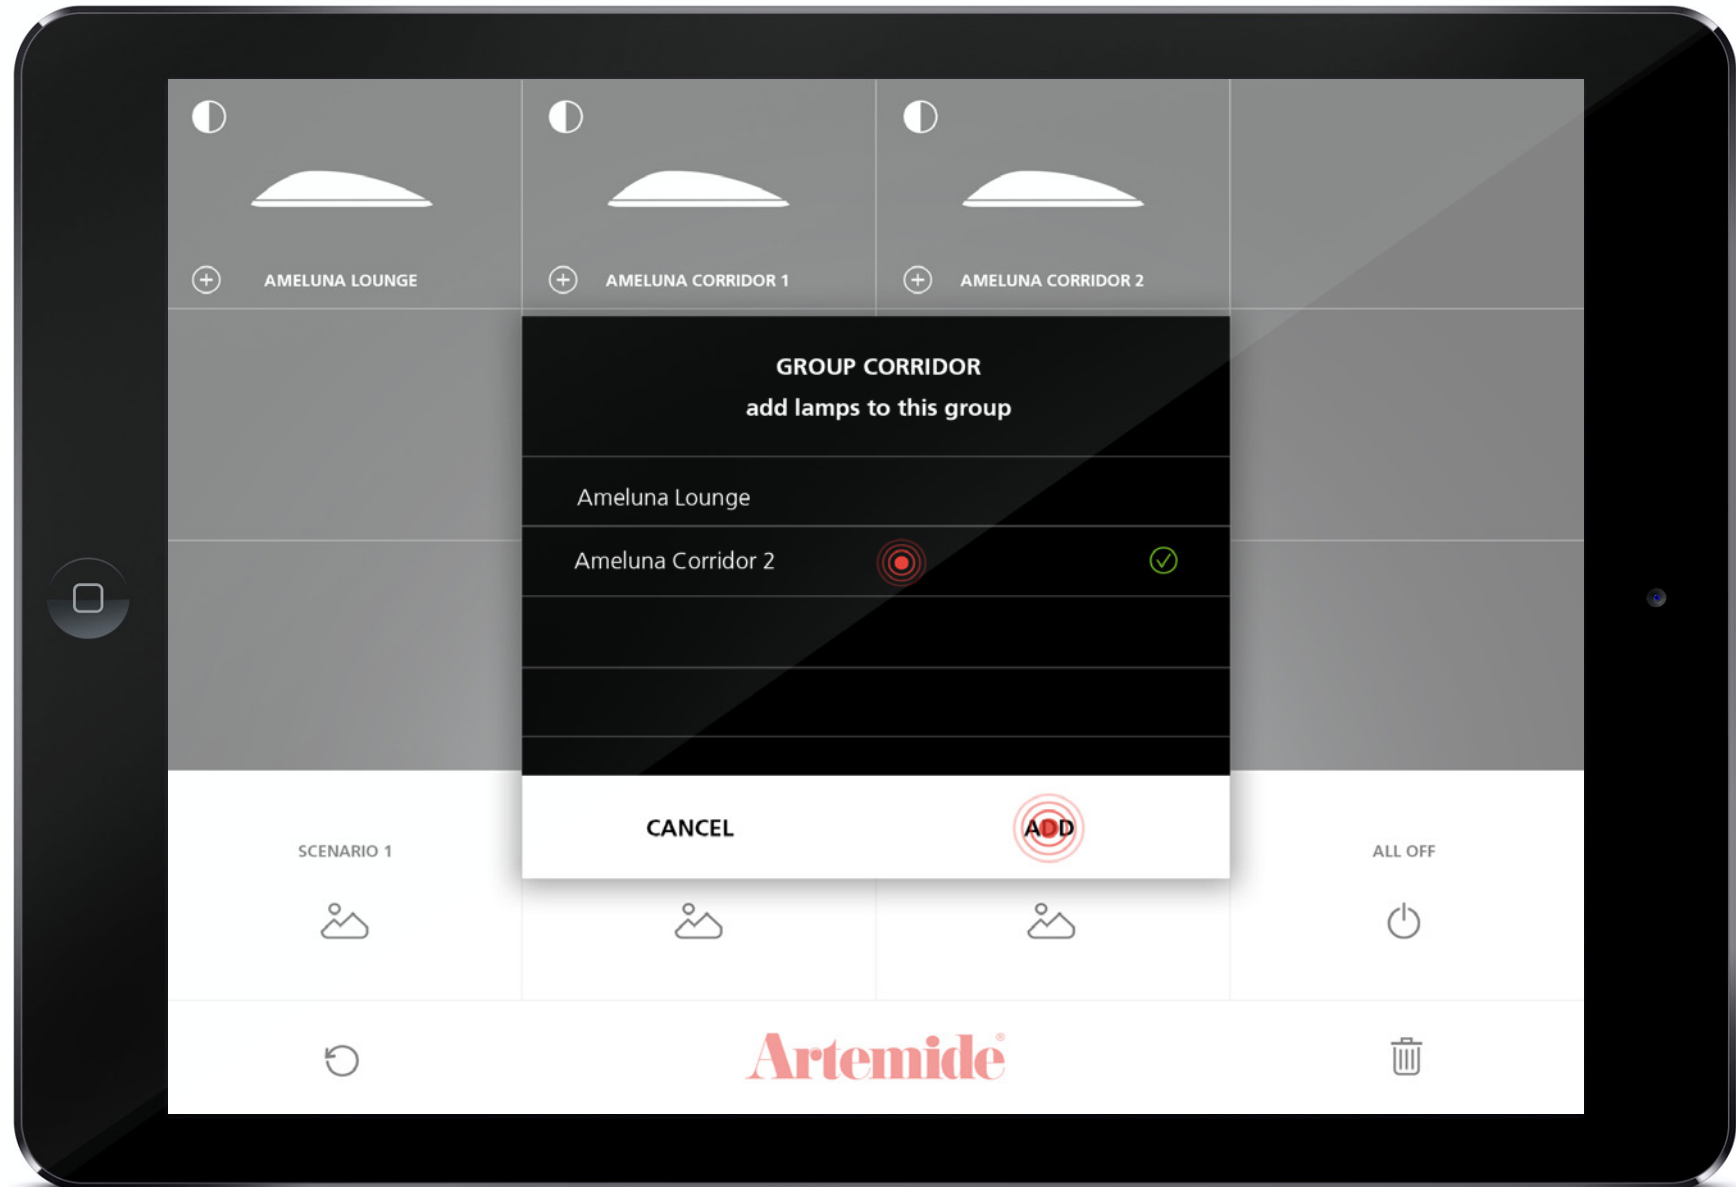 AMELUNA LOUNGE
AMELUNA CORRIDOR 1
AMELUNA CORRIDOR 2
GROUP CORRIDOR
add lamps to this group
Ameluna Lounge
Ameluna Corridor 2
CANCEL
ADD
SCENARIO 1
ALL OFF
Artemide®